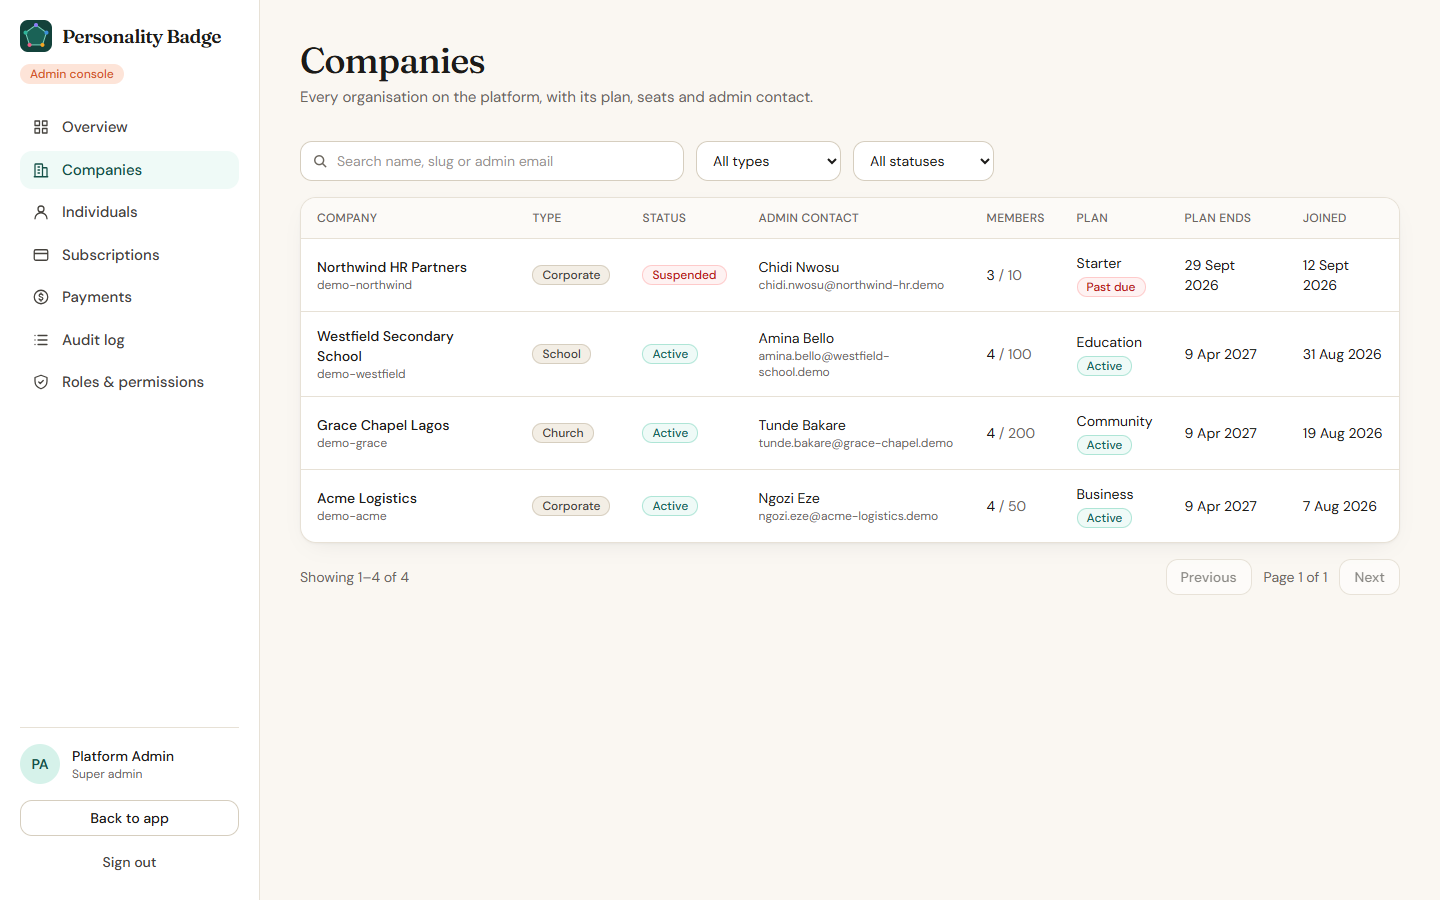 Personality Badge
Admin console
Overview
Companies
Individuals
Subscriptions
Payments
Audit log
Roles & permissions
PA
Platform Admin
Super admin
Back to app
Sign out
Companies
Every organisation on the platform, with its plan, seats and admin contact.
Search name, slug or admin email
All types
All statuses
COMPANY TYPE STATUS ADMIN CONTACT MEMBERS PLAN PLAN ENDS JOINED
Northwind HR Partners
demo-northwind
Corporate
Suspended
Chidi Nwosu
chidi.nwosu@northwind-hr.demo
3 / 10
Starter
Past due
29 Sept
2026
12 Sept
2026
Westfield Secondary
School
demo-westfield
School
Active
Amina Bello
amina.bello@westfield-
school.demo
4 / 100
Education
Active
9 Apr 2027
31 Aug 2026
Grace Chapel Lagos
demo-grace
Church
Active
Tunde Bakare
tunde.bakare@grace-chapel.demo
4 / 200
Community
Active
9 Apr 2027
19 Aug 2026
Acme Logistics
demo-acme
Corporate
Active
Ngozi Eze
ngozi.eze@acme-logistics.demo
4 / 50
Business
Active
9 Apr 2027
7 Aug 2026
Showing 1–4 of 4
Previous
Page 1 of 1
Next